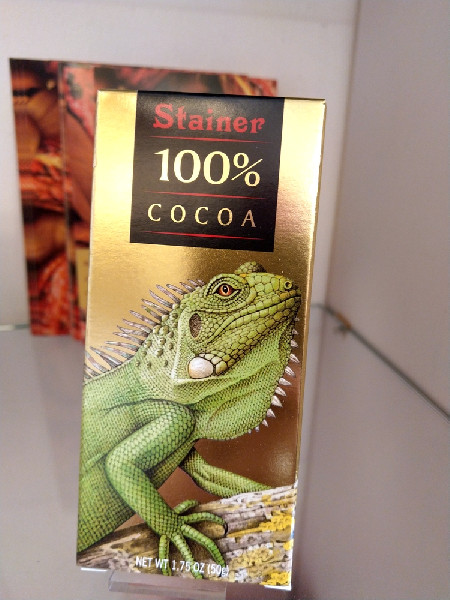 Stainer
100%
COCOA
NET WT 1.75 OZ (50g)